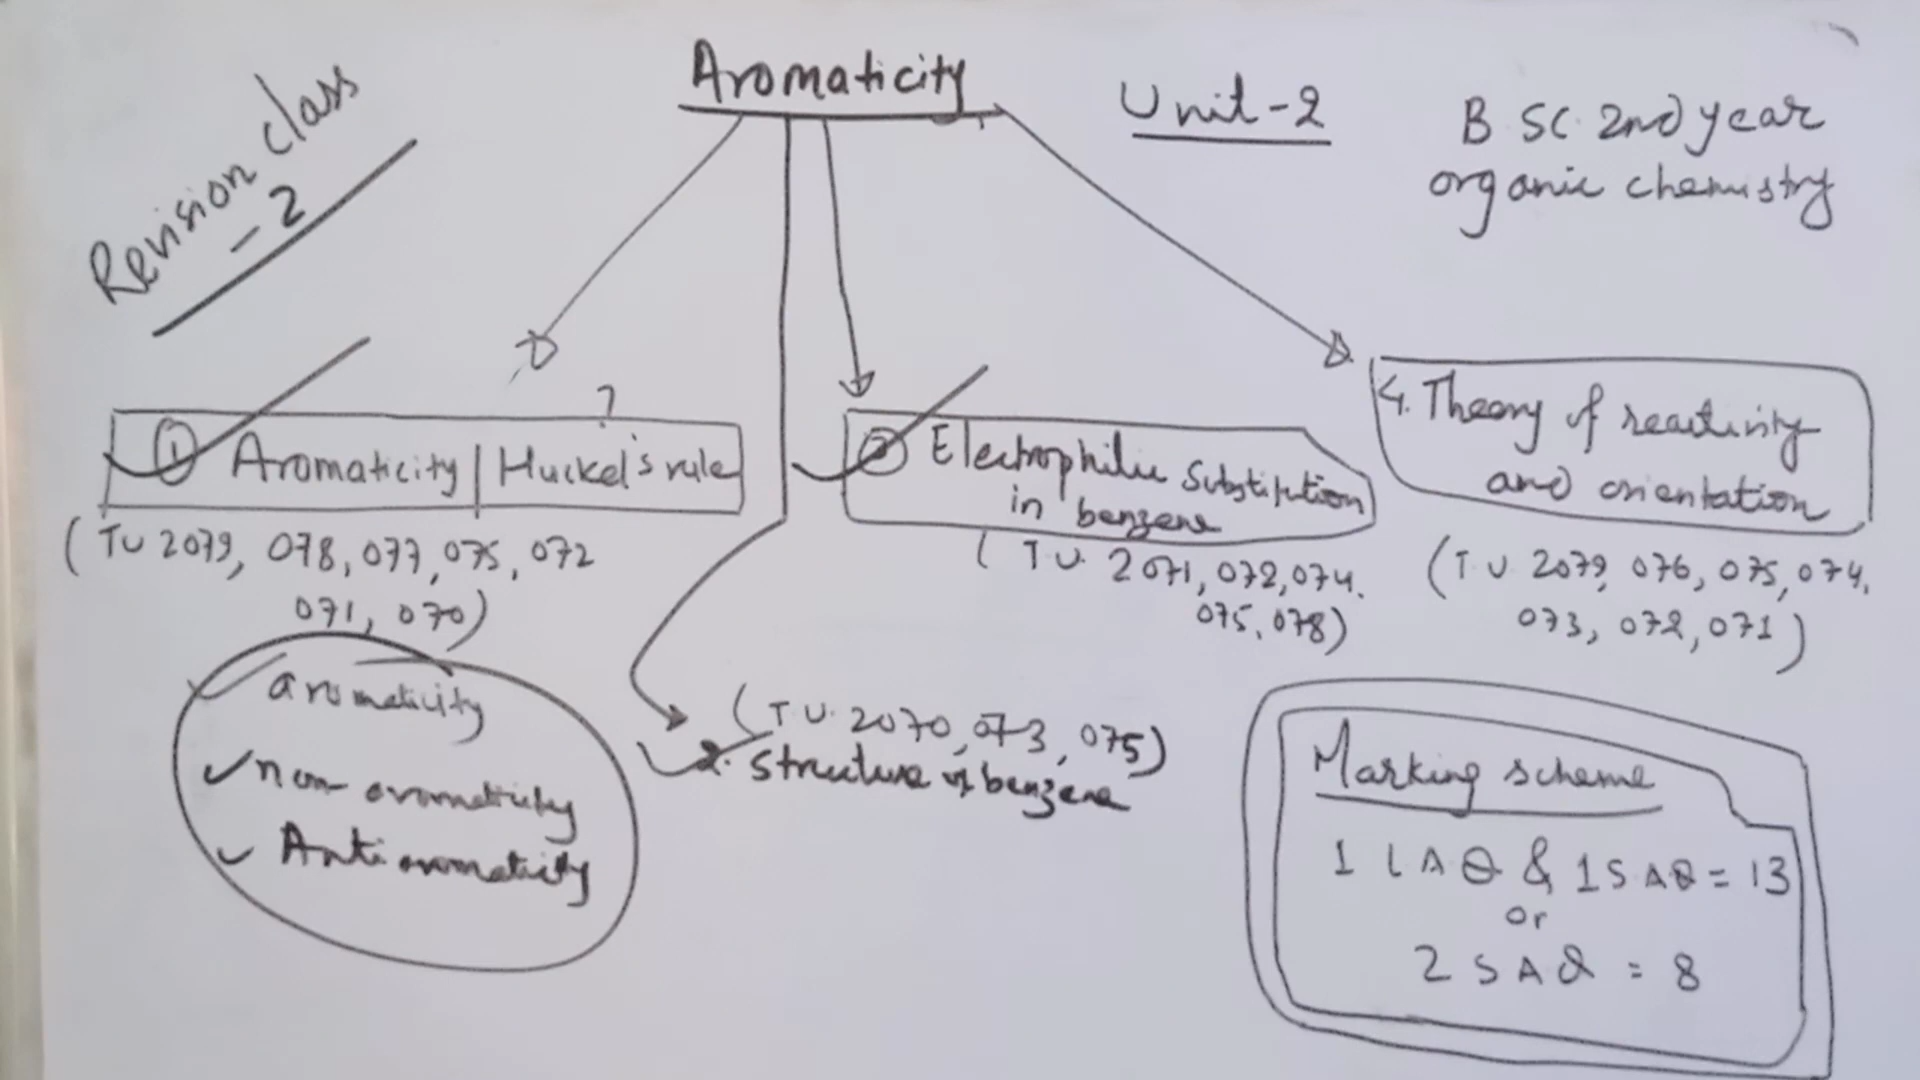 Aromaticity
Unit-2
B SC 2nd year
organic chemistry
Revision class
- 2
① Aromaticity | Huckel's rule
?
(TU 2079, 078, 077, 075, 072
071, 070)
aromaticity
non-aromaticity
Anti aromaticity
(T.U. 2070, 073, 075)
2. Structure of benzene
Electrophilic Substitution
in benzene
(T.U. 2071, 072, 074.
075, 078)
4. Theory of reactivity
and orientation
(T.U 2079, 076, 075, 074,
073, 072, 071)
Marking scheme
1 LAQ & 1 SAQ = 13
or
2 SAQ = 8